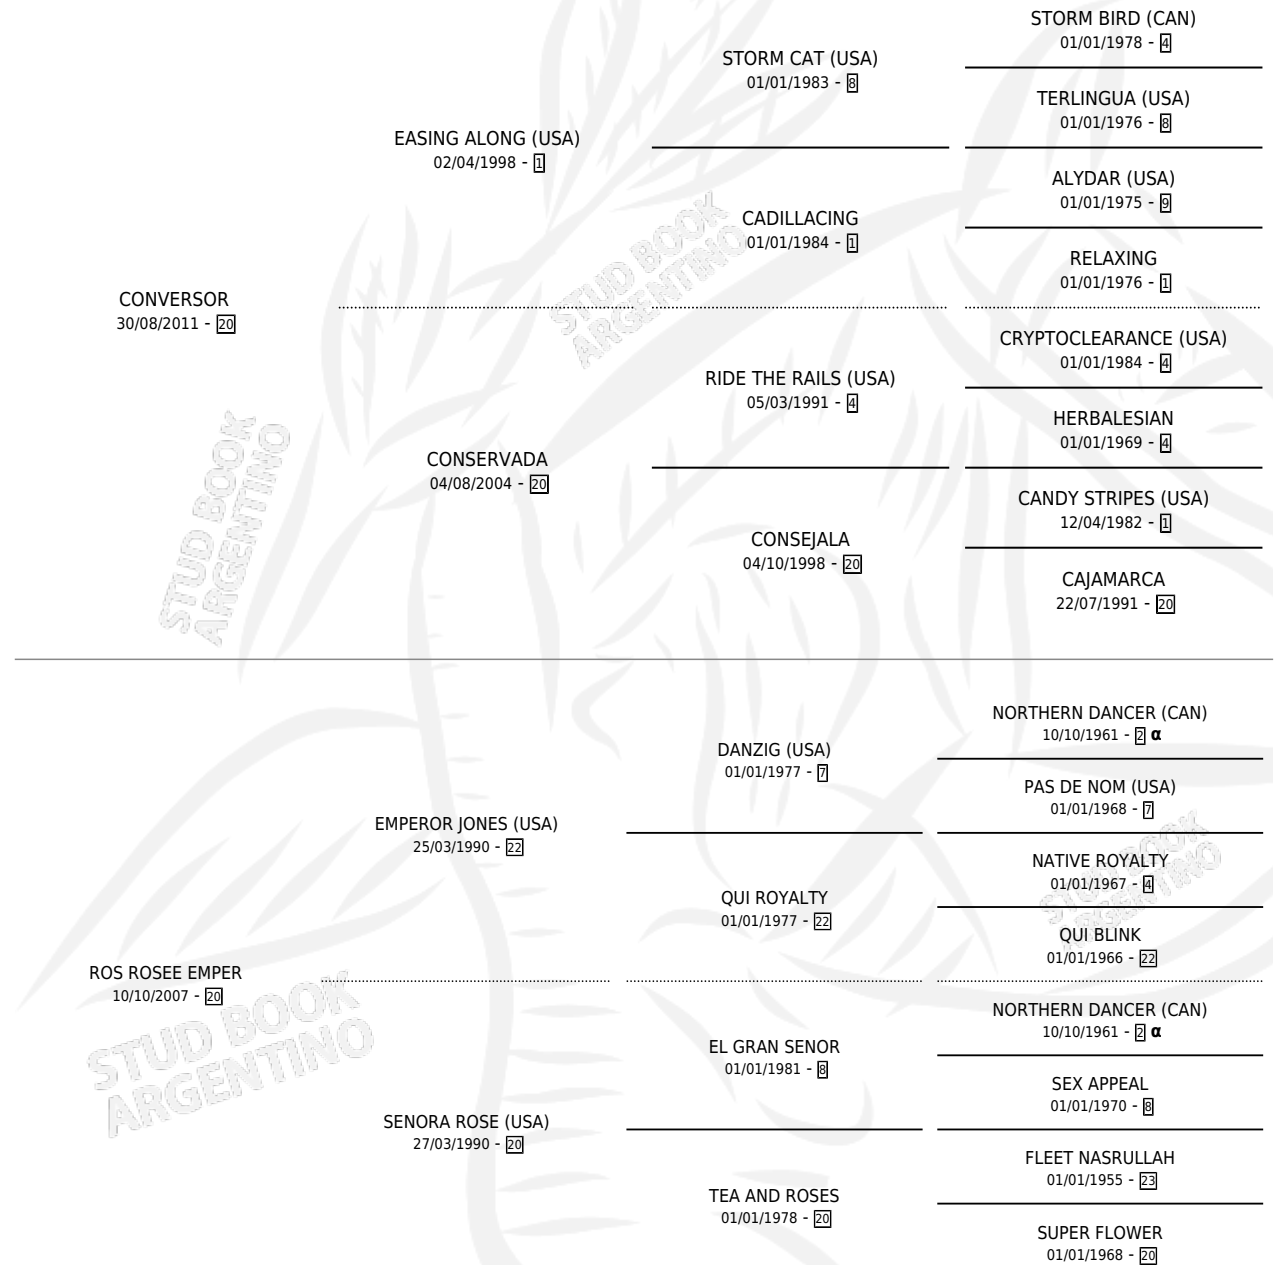 STORM BIRD (CAN)
01/01/1978 - 4
STORM CAT (USA)
01/01/1983 - 8
TERLINGUA (USA)
01/01/1976 - 8
EASING ALONG (USA)
02/04/1998 - 1
ALYDAR (USA)
01/01/1975 - 9
CADILLACING
01/01/1984 - 1
RELAXING
01/01/1976 - 1
CONVERSOR
30/08/2011 - 20
CRYPTOCLEARANCE (USA)
01/01/1984 - 4
RIDE THE RAILS (USA)
05/03/1991 - 4
HERBALESIAN
01/01/1969 - 4
CONSERVADA
04/08/2004 - 20
CANDY STRIPES (USA)
12/04/1982 - 1
CONSEJALA
04/10/1998 - 20
CAJAMARCA
22/07/1991 - 20
STUD BOOK
ARGENTINO
STUD BOOK
ARGENTINO
NORTHERN DANCER (CAN)
10/10/1961 - 2 α
DANZIG (USA)
01/01/1977 - 7
PAS DE NOM (USA)
01/01/1968 - 7
EMPEROR JONES (USA)
25/03/1990 - 22
NATIVE ROYALTY
01/01/1967 - 4
QUI ROYALTY
01/01/1977 - 22
QUI BLINK
01/01/1966 - 22
STUD BOOK
ARGENTINO
ROS ROSEE EMPER
10/10/2007 - 20
NORTHERN DANCER (CAN)
10/10/1961 - 2 α
EL GRAN SENOR
01/01/1981 - 8
SEX APPEAL
01/01/1970 - 8
SENORA ROSE (USA)
27/03/1990 - 20
FLEET NASRULLAH
01/01/1955 - 23
TEA AND ROSES
01/01/1978 - 20
SUPER FLOWER
01/01/1968 - 20
STUD BOOK
ARGENTINO